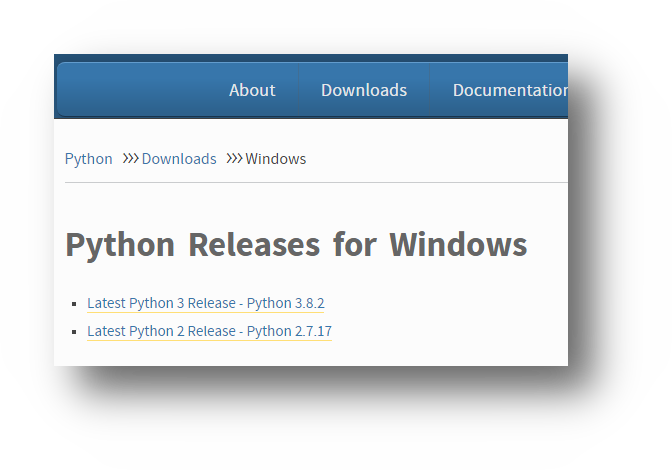 About Downloads Documentation
Python >>> Downloads >>> Windows
Python Releases for Windows
Latest Python 3 Release - Python 3.8.2
Latest Python 2 Release - Python 2.7.17